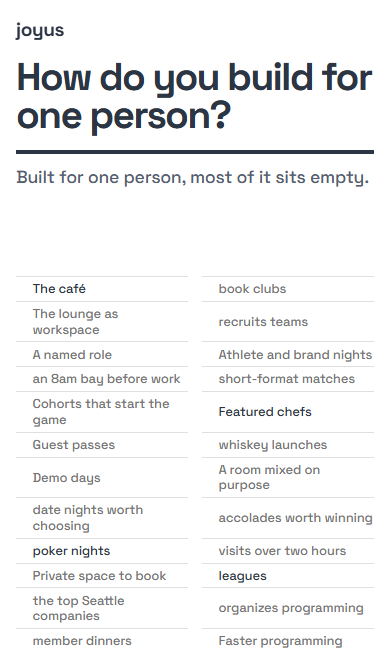 joyus
How do you build for
one person?
Built for one person, most of it sits empty.
The café
book clubs
The lounge as
workspace
recruits teams
A named role
Athlete and brand nights
an 8am bay before work
short-format matches
Cohorts that start the
game
Featured chefs
Guest passes
whiskey launches
Demo days
A room mixed on
purpose
date nights worth
choosing
accolades worth winning
poker nights
visits over two hours
Private space to book
leagues
the top Seattle
companies
organizes programming
member dinners
Faster programming